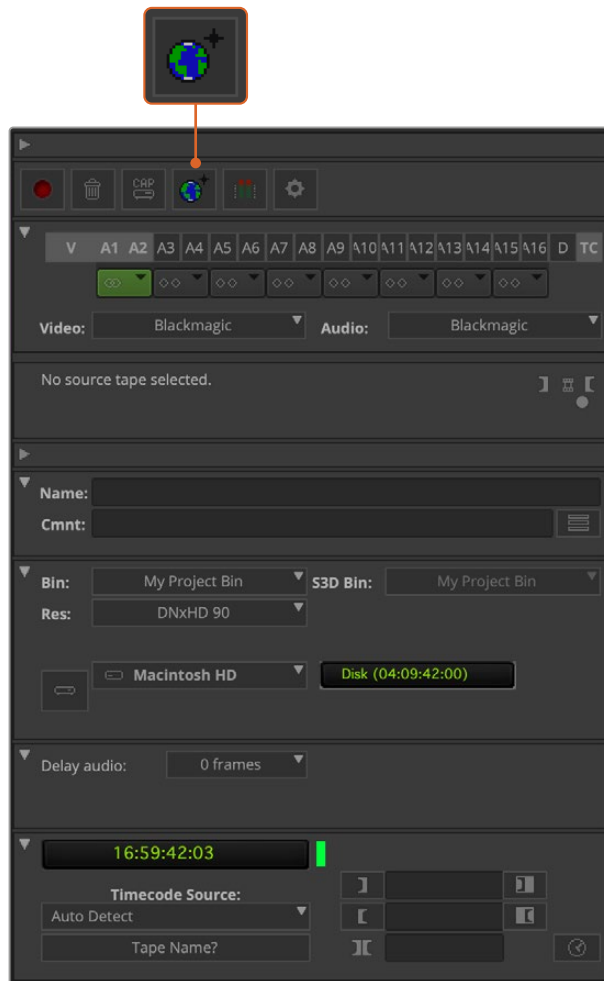 CAP
V A1 A2 A3 A4 A5 A6 A7 A8 A9 A10 A11 A12 A13 A14 A15 A16 D TC
Video: Blackmagic Audio: Blackmagic
No source tape selected.
Name:
Cmnt:
Bin: My Project Bin S3D Bin: My Project Bin
Res: DNxHD 90
Macintosh HD Disk (04:09:42:00)
Delay audio: 0 frames
16:59:42:03
Timecode Source:
Auto Detect
Tape Name?